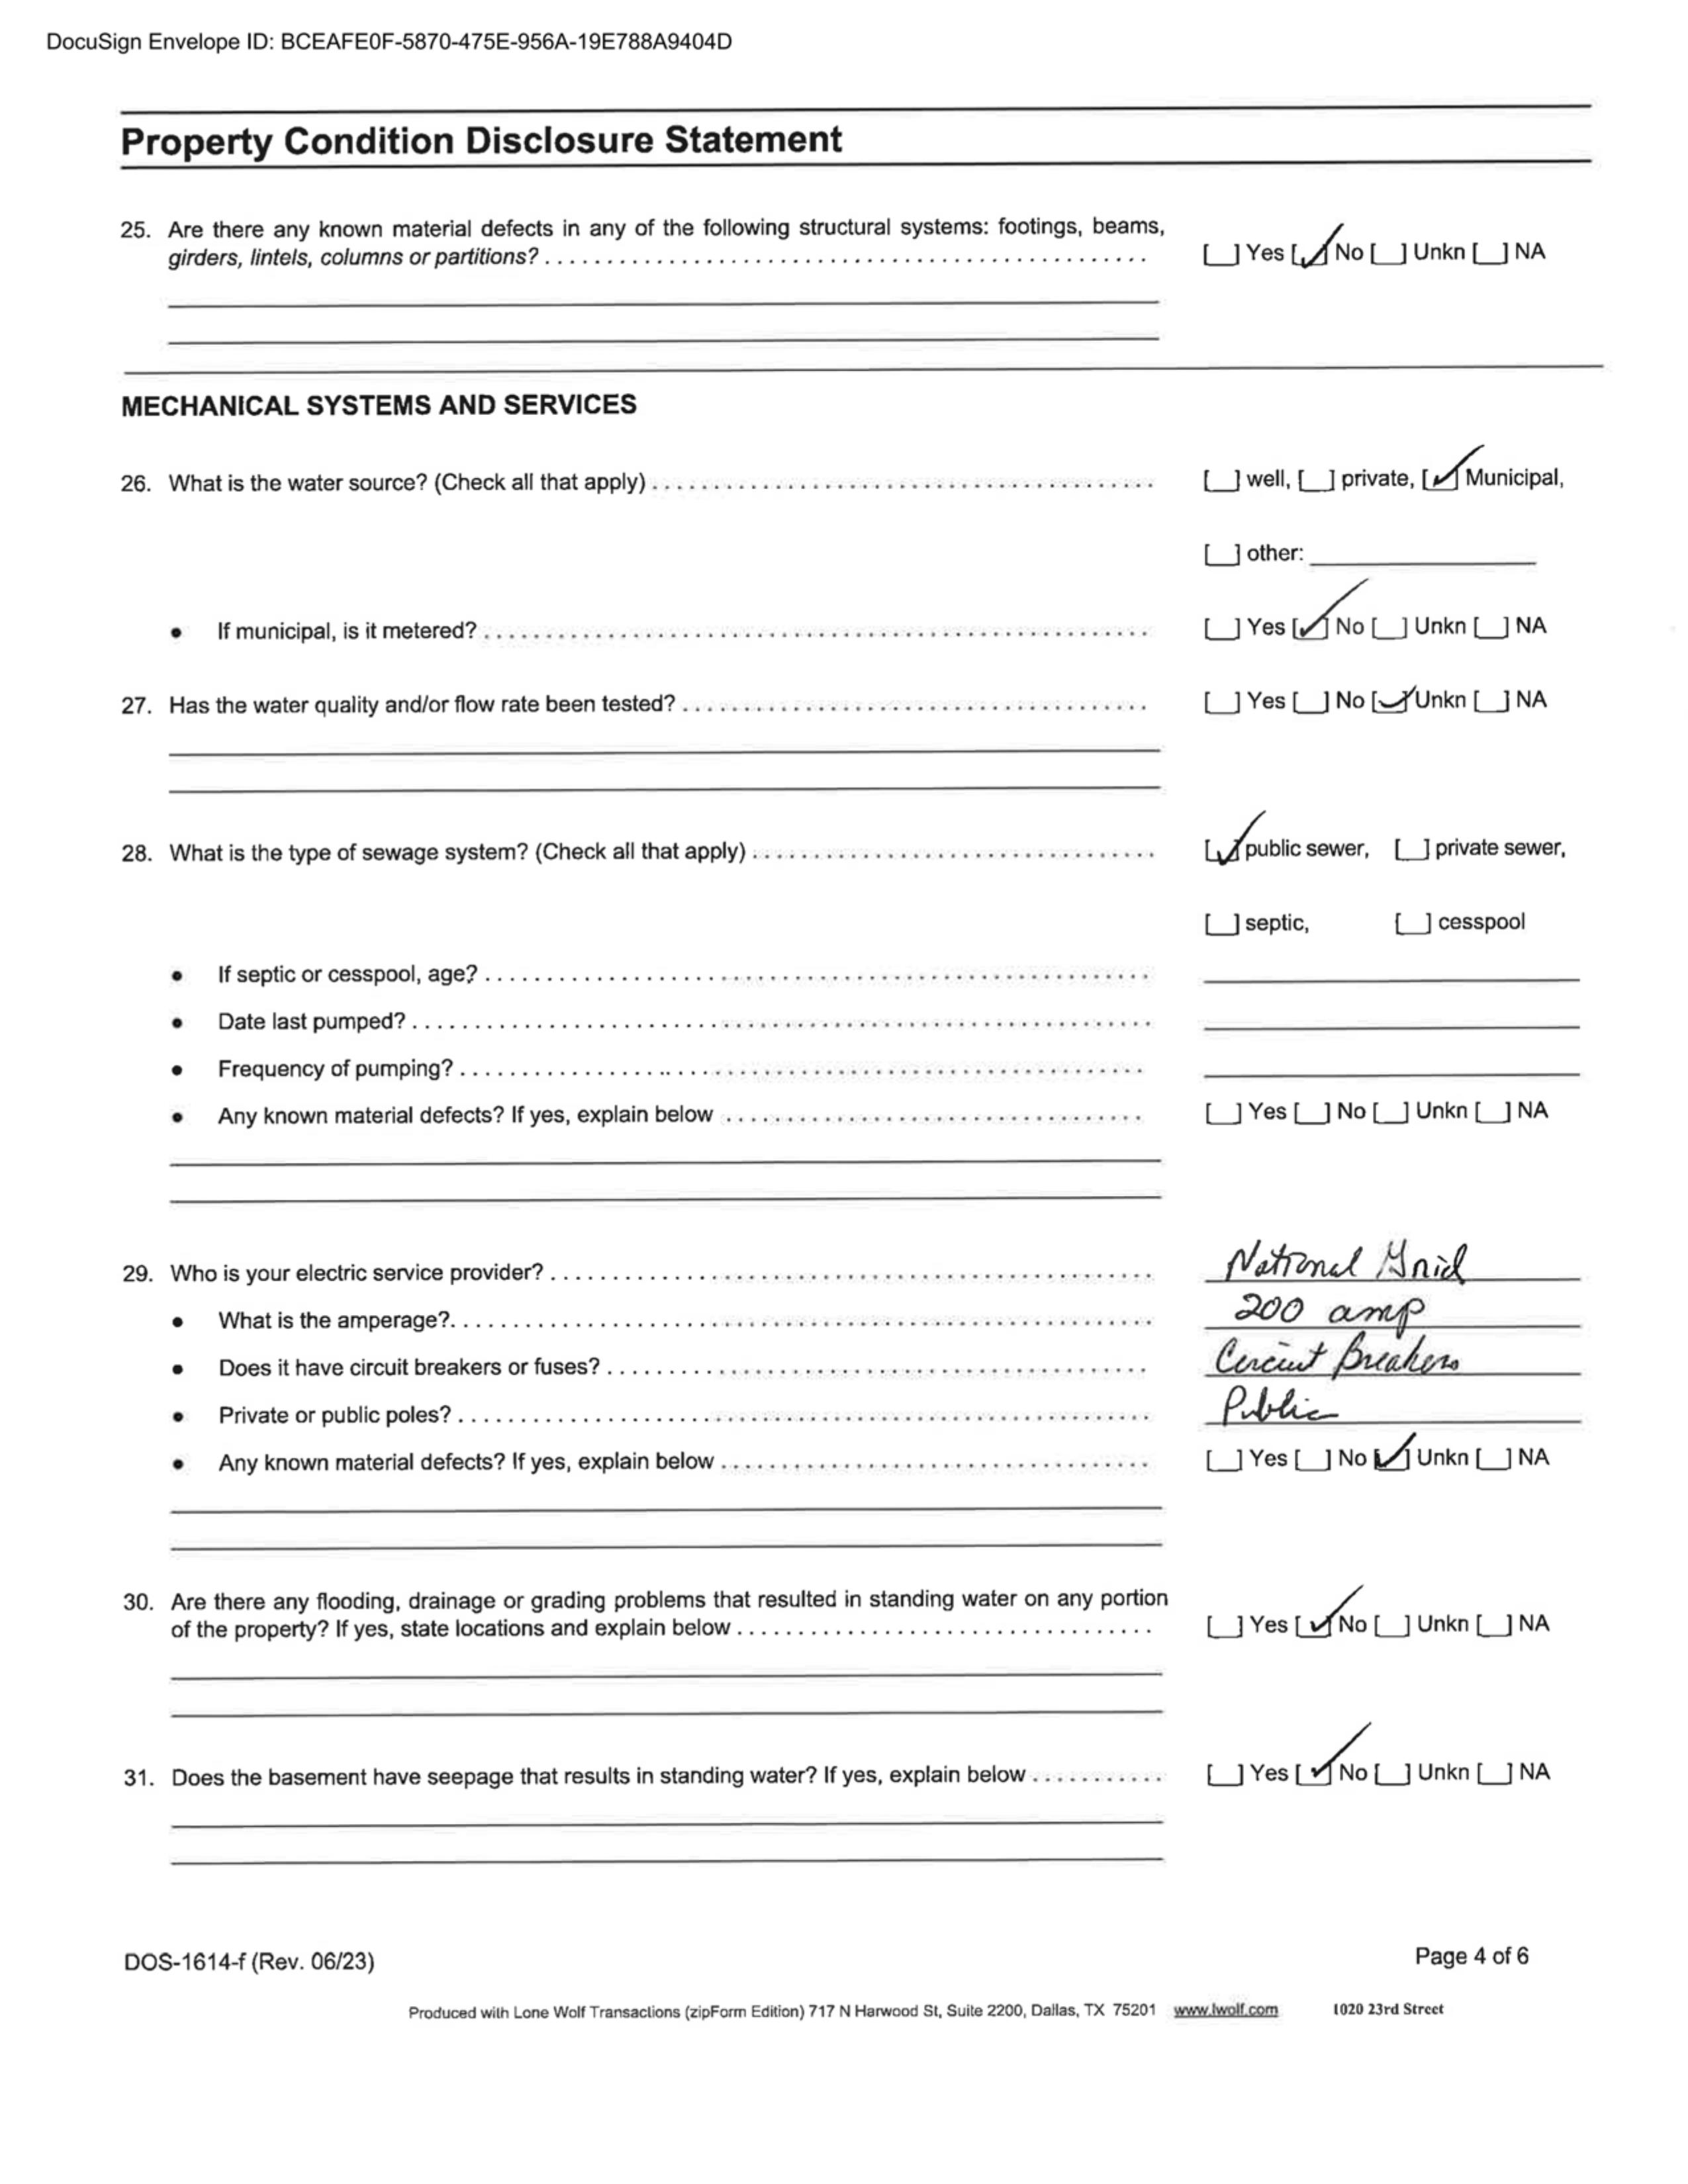 DocuSign Envelope ID: BCEAFE0F-5870-475E-956A-19E788A9404D
Property Condition Disclosure Statement
25. Are there any known material defects in any of the following structural systems: footings, beams,
girders, lintels, columns or partitions? [ ] Yes [✓] No [ ] Unkn [ ] NA
MECHANICAL SYSTEMS AND SERVICES
26. What is the water source? (Check all that apply) [ ] well, [ ] private, [✓] Municipal,
[ ] other:
• If municipal, is it metered? [ ] Yes [✓] No [ ] Unkn [ ] NA
27. Has the water quality and/or flow rate been tested? [ ] Yes [ ] No [✓] Unkn [ ] NA
28. What is the type of sewage system? (Check all that apply) [✓] public sewer, [ ] private sewer,
[ ] septic, [ ] cesspool
• If septic or cesspool, age?
• Date last pumped?
• Frequency of pumping?
• Any known material defects? If yes, explain below [ ] Yes [ ] No [ ] Unkn [ ] NA
29. Who is your electric service provider? National Grid
• What is the amperage? 200 amp
• Does it have circuit breakers or fuses? Circuit Breakers
• Private or public poles? Public
• Any known material defects? If yes, explain below [ ] Yes [ ] No [✓] Unkn [ ] NA
30. Are there any flooding, drainage or grading problems that resulted in standing water on any portion
of the property? If yes, state locations and explain below [ ] Yes [✓] No [ ] Unkn [ ] NA
31. Does the basement have seepage that results in standing water? If yes, explain below [ ] Yes [✓] No [ ] Unkn [ ] NA
DOS-1614-f (Rev. 06/23) Page 4 of 6
Produced with Lone Wolf Transactions (zipForm Edition) 717 N Harwood St, Suite 2200, Dallas, TX 75201 www.lwolf.com 1020 23rd Street